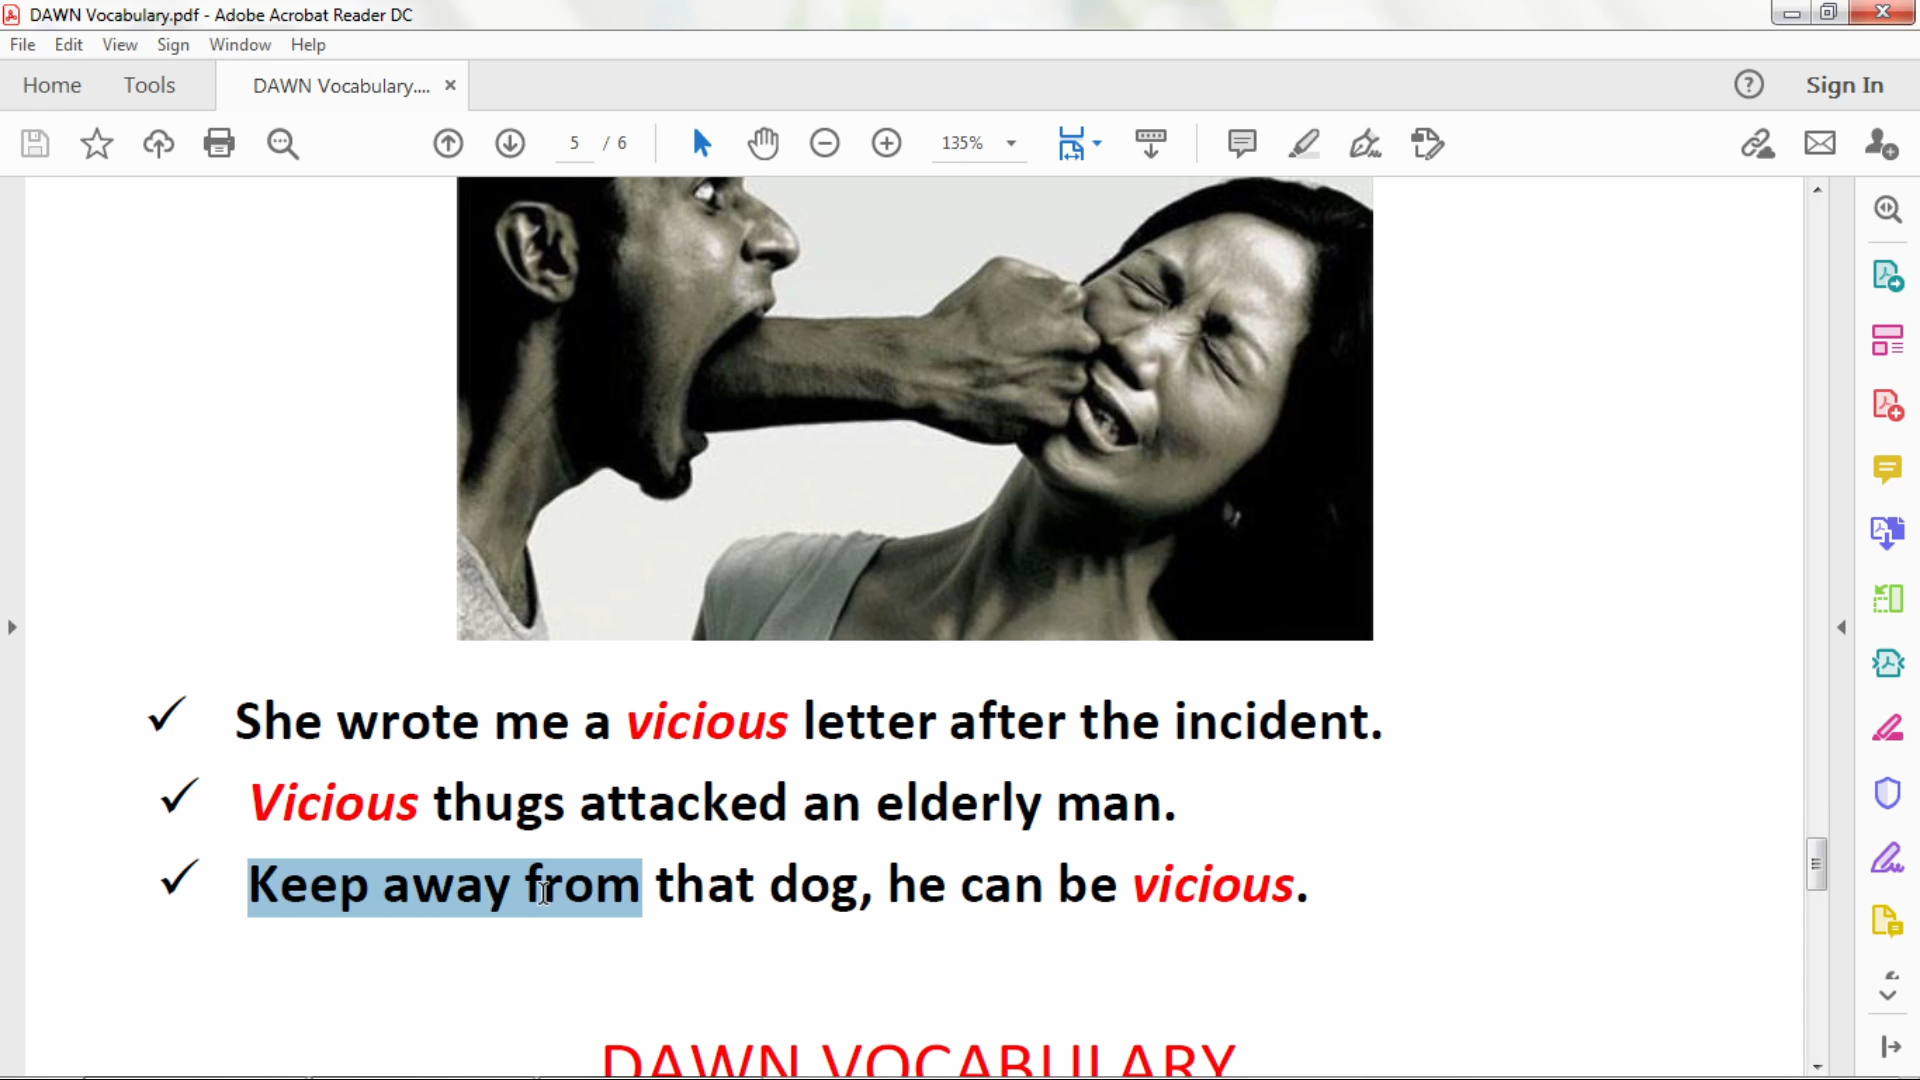 DAWN Vocabulary.pdf - Adobe Acrobat Reader DC
File Edit View Sign Window Help
Home Tools DAWN Vocabulary.... × ? Sign In
5 / 6 135%
✓ She wrote me a vicious letter after the incident.
✓ Vicious thugs attacked an elderly man.
✓ Keep away from that dog, he can be vicious.
DAWN VOCABULARY